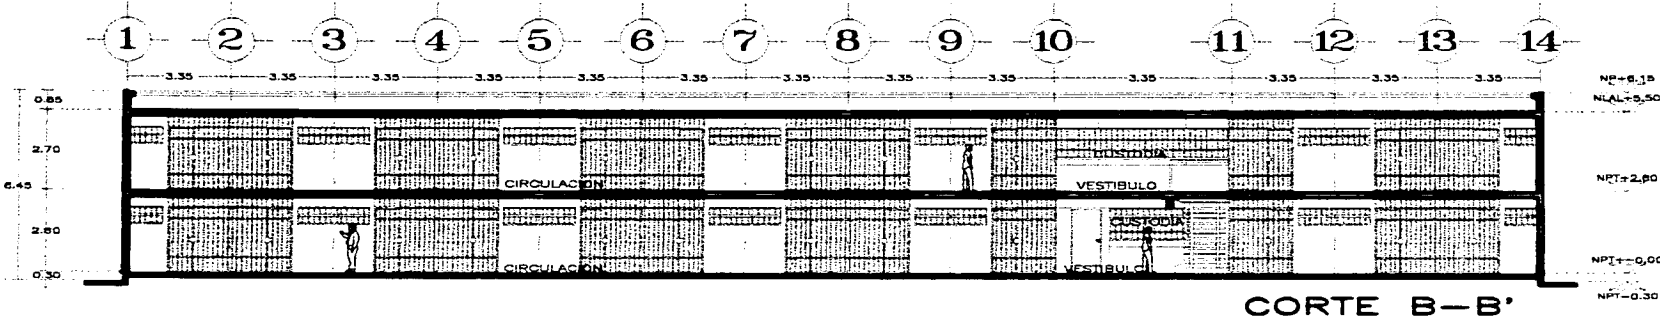 1 2 3 4 5 6 7 8 9 10 11 12 13 14
3.35 3.35 3.35 3.35 3.35 3.35 3.35 3.35 3.35 3.35 3.35 3.35
NP+6.15
0.65
NLAL+5.50
2.70
CUSTODIA
6.45
CIRCULACION
VESTIBULO
NPT+2.80
2.80
CUSTODIA
0.30
CIRCULACION
VESTIBULO
NPT+-0.00
NPT-0.30
CORTE B-B'